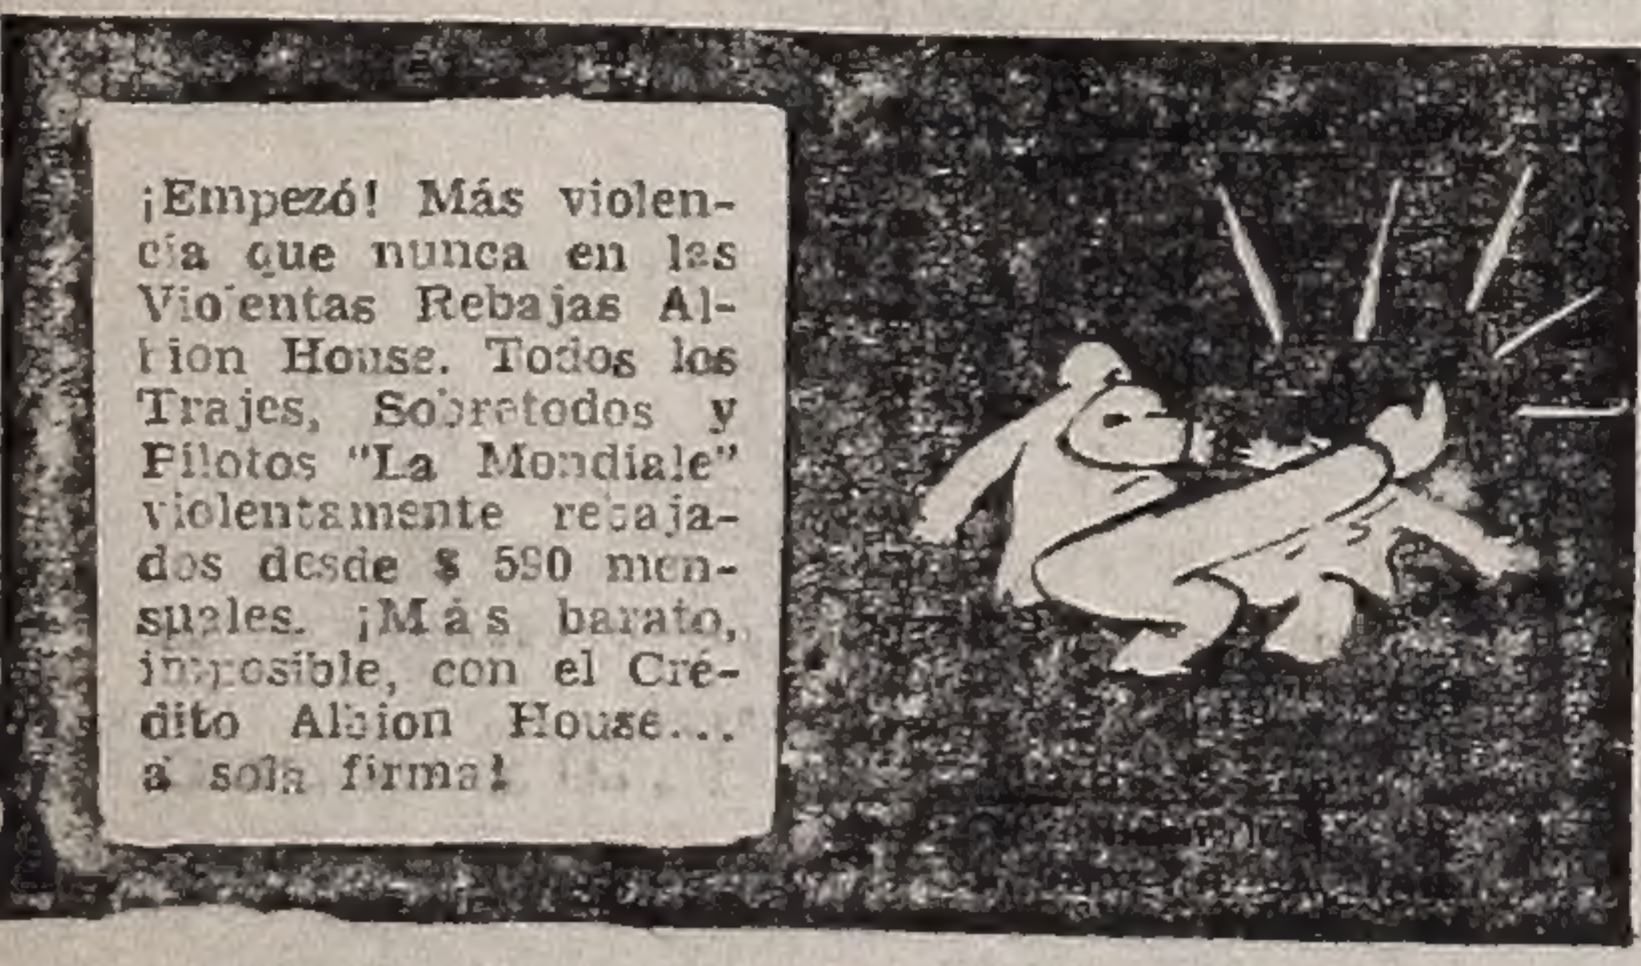 ¡Empezó! Más violen-
cia que nunca en las
Violentas Rebajas Al-
bion House. Todos los
Trajes, Sobretodos y
Pilotos "La Mondiale"
violentamente rebaja-
dos desde $ 590 men-
suales. ¡Más barato,
imposible, con el Cré-
dito Albion House...
a sola firma!